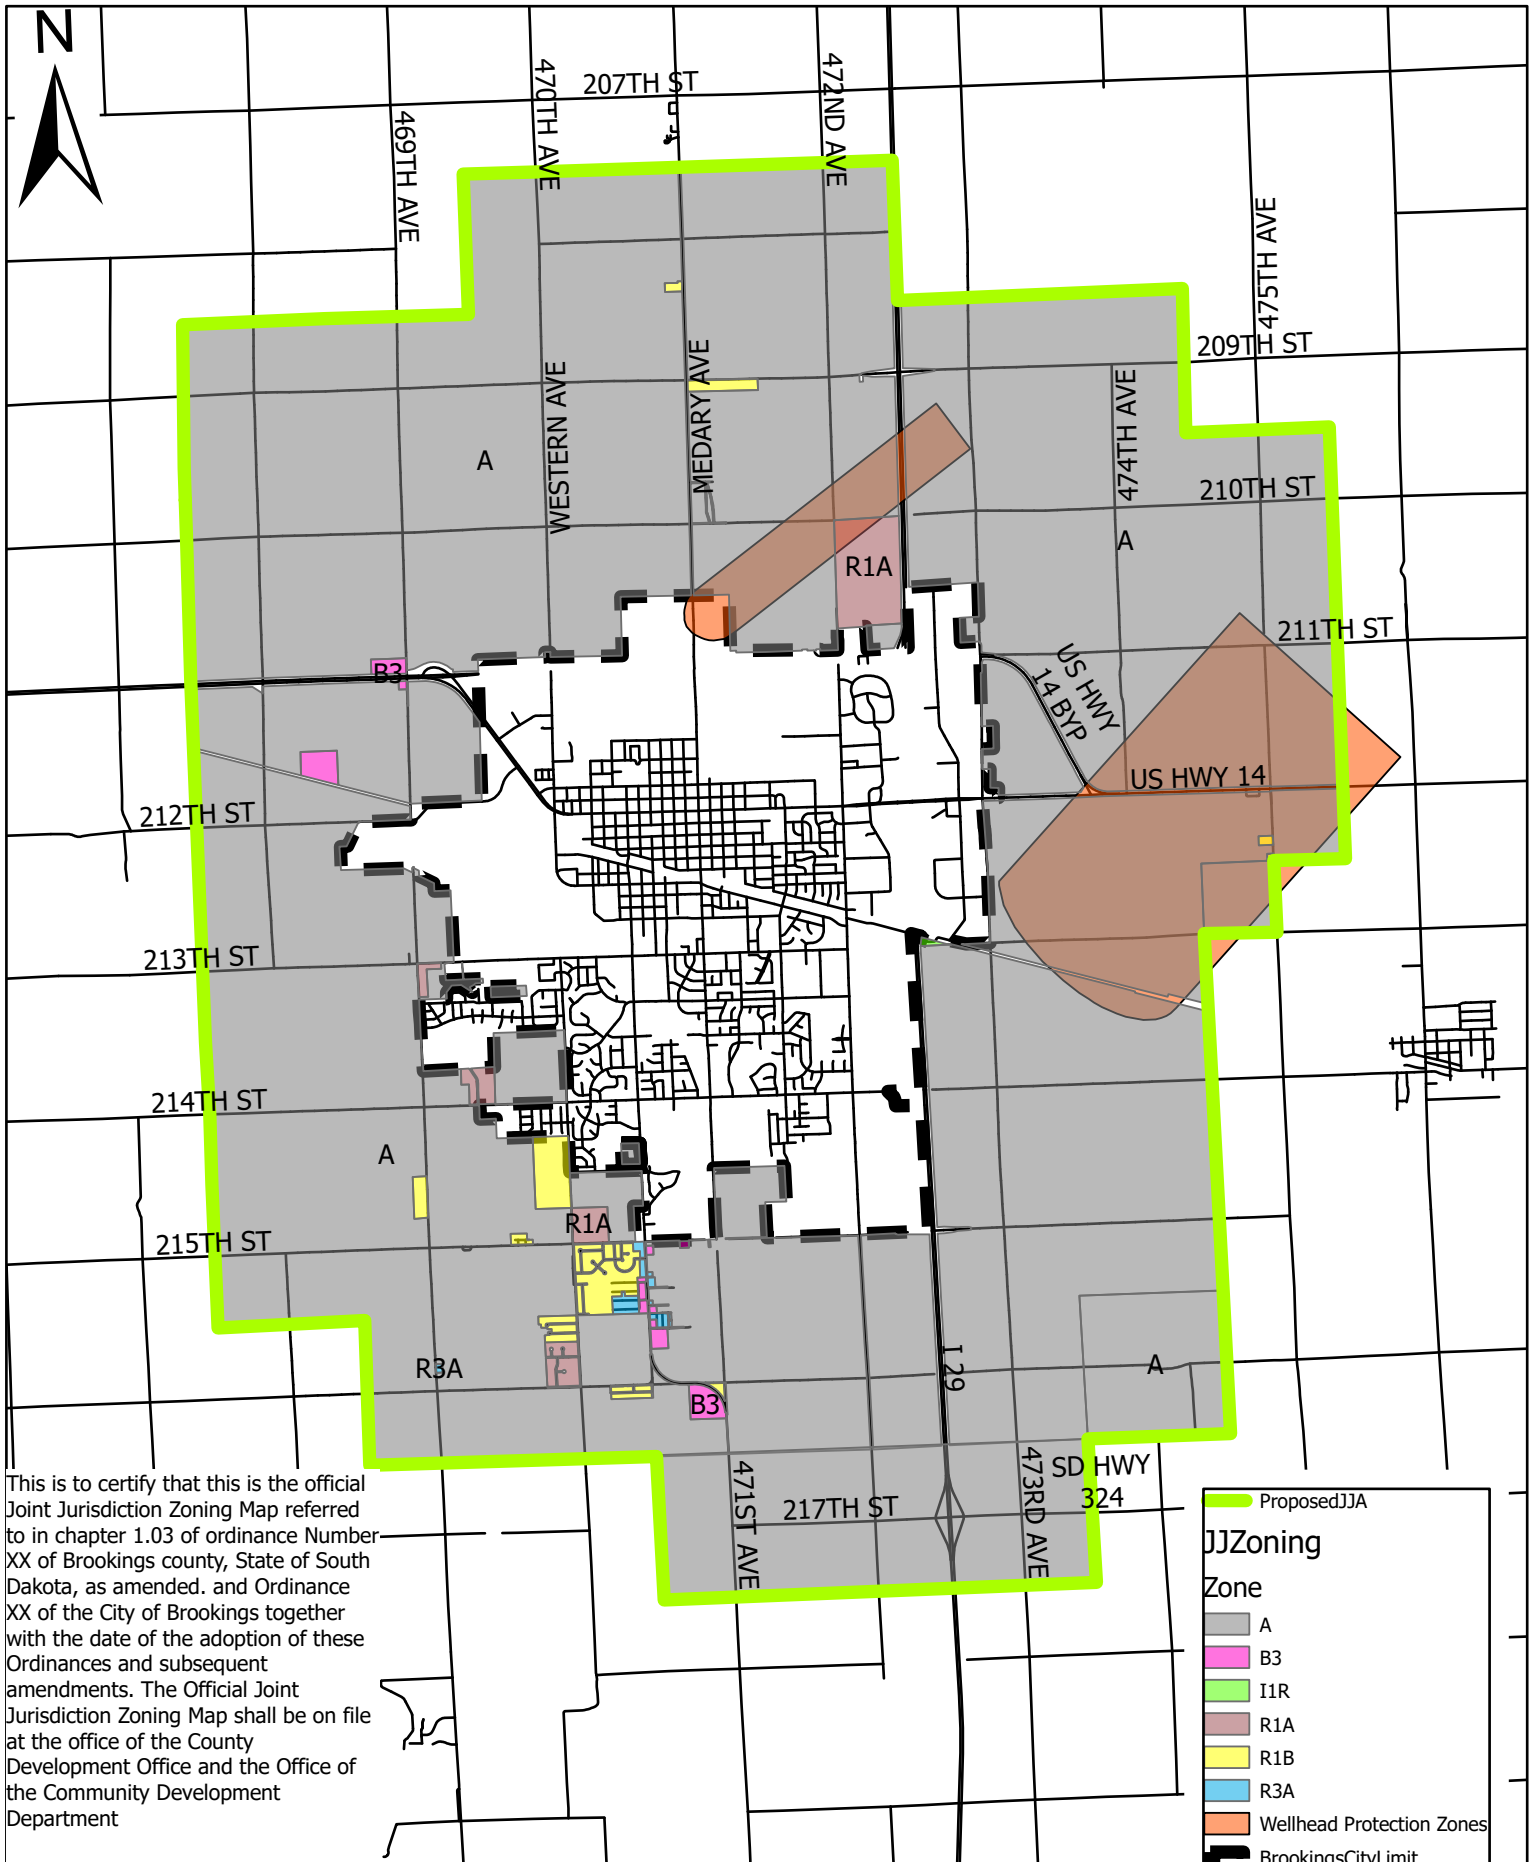 N
207TH ST
469TH AVE
470TH AVE
472ND AVE
475TH AVE
209TH ST
WESTERN AVE
MEDARY AVE
474TH AVE
A
210TH ST
A
R1A
211TH ST
B3
US HWY
14 BYP
US HWY 14
212TH ST
213TH ST
214TH ST
A
R1A
215TH ST
R3A
I 29
A
B3
471ST AVE
473RD AVE
SD HWY
324
217TH ST
This is to certify that this is the official
Joint Jurisdiction Zoning Map referred
to in chapter 1.03 of ordinance Number
XX of Brookings county, State of South
Dakota, as amended. and Ordinance
XX of the City of Brookings together
with the date of the adoption of these
Ordinances and subsequent
amendments. The Official Joint
Jurisdiction Zoning Map shall be on file
at the office of the County
Development Office and the Office of
the Community Development
Department
ProposedJJA
JJZoning
Zone
A
B3
I1R
R1A
R1B
R3A
Wellhead Protection Zones
BrookingsCityLimit